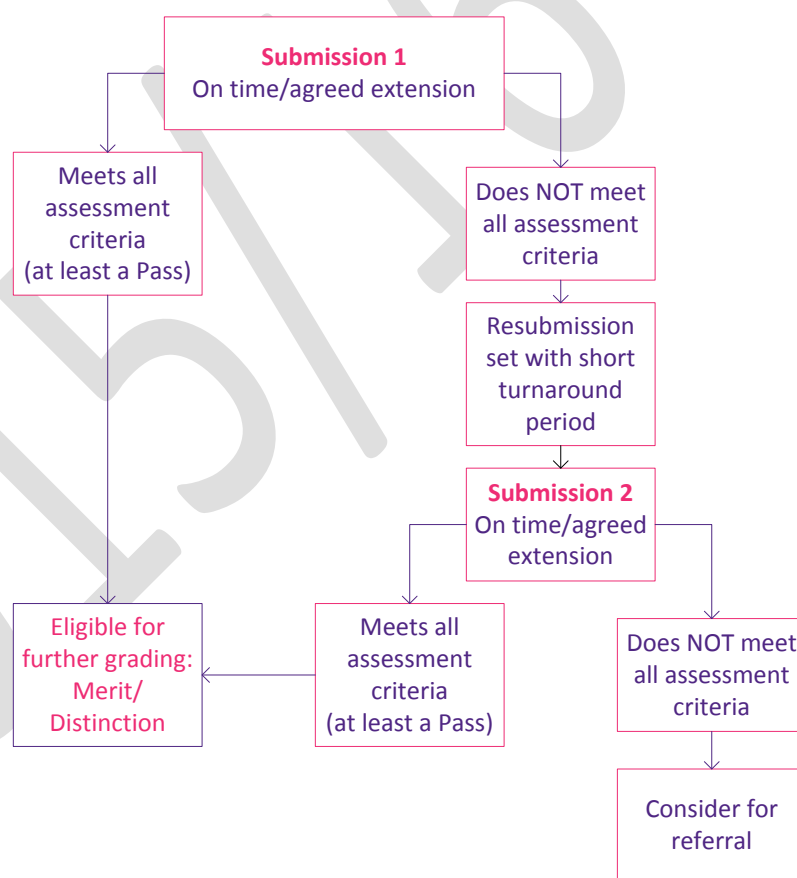 Submission 1
On time/agreed extension
Meets all
assessment
criteria
(at least a Pass)
Does NOT meet
all assessment
criteria
Resubmission
set with short
turnaround
period
Submission 2
On time/agreed
extension
Eligible for
further grading:
Merit/
Distinction
Meets all
assessment
criteria
(at least a Pass)
Does NOT meet
all assessment
criteria
Consider for
referral